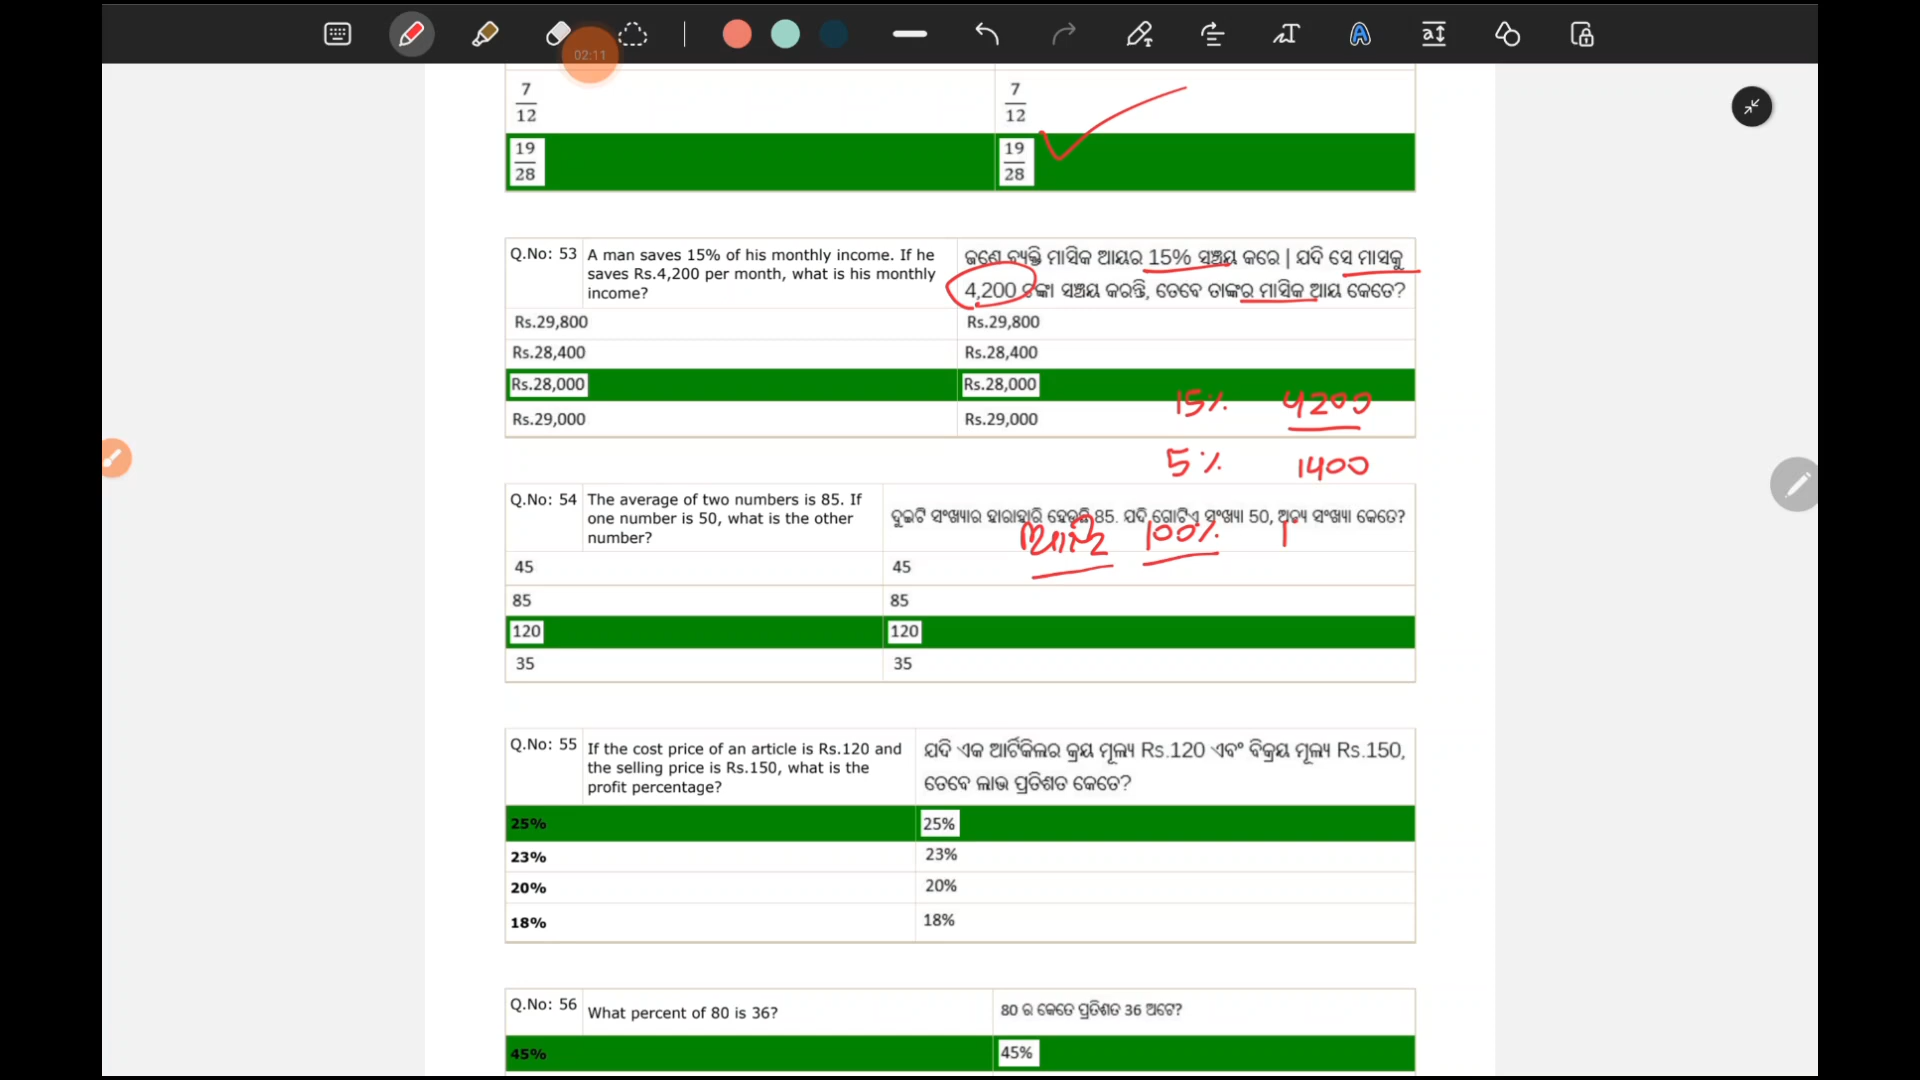 02:11
7
12
7
12
19
28
19
28
Q.No: 53
A man saves 15% of his monthly income. If he
saves Rs.4,200 per month, what is his monthly
income?
ଜଣେ ବ୍ୟକ୍ତି ମାସିକ ଆୟର 15% ସଞ୍ଚୟ କରେ | ଯଦି ସେ ମାସକୁ
4,200 ଟଙ୍କା ସଞ୍ଚୟ କରନ୍ତି, ତେବେ ତାଙ୍କର ମାସିକ ଆୟ କେତେ?
Rs.29,800 Rs.29,800
Rs.28,400 Rs.28,400
Rs.28,000 Rs.28,000
Rs.29,000 Rs.29,000
15% 4200
5% 1400
100%
Q.No: 54
The average of two numbers is 85. If
one number is 50, what is the other
number?
ଦୁଇଟି ସଂଖ୍ୟାର ହାରାହାରି ହେଉଛି 85. ଯଦି ଗୋଟିଏ ସଂଖ୍ୟା 50, ଅନ୍ୟ ସଂଖ୍ୟା କେତେ?
45 45
85 85
120 120
35 35
Q.No: 55
If the cost price of an article is Rs.120 and
the selling price is Rs.150, what is the
profit percentage?
ଯଦି ଏକ ଆର୍ଟିକିଲର କ୍ରୟ ମୂଲ୍ୟ Rs.120 ଏବଂ ବିକ୍ରୟ ମୂଲ୍ୟ Rs.150,
ତେବେ ଲାଭ ପ୍ରତିଶତ କେତେ?
25% 25%
23% 23%
20% 20%
18% 18%
Q.No: 56
What percent of 80 is 36?
80 ର କେତେ ପ୍ରତିଶତ 36 ଅଟେ?
45% 45%